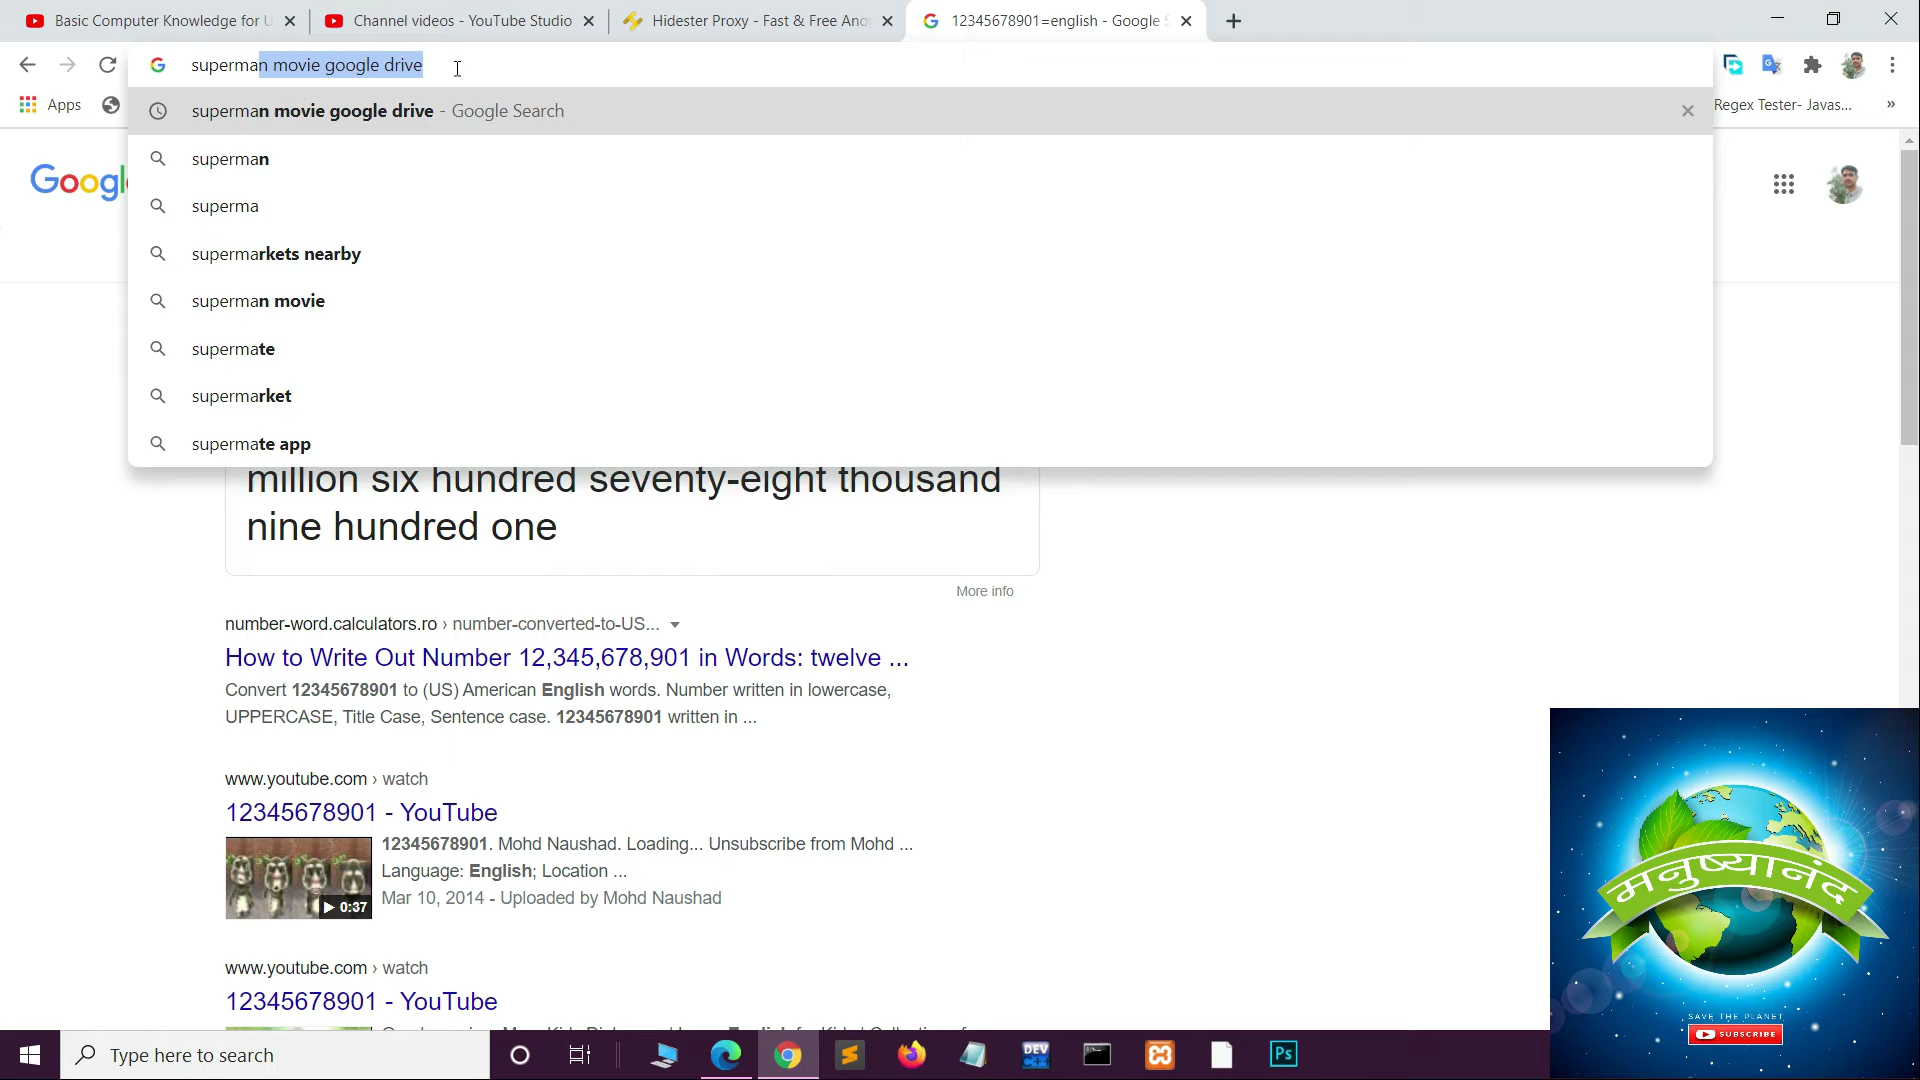 Basic Computer Knowledge for U
Channel videos - YouTube Studio
Hidester Proxy - Fast & Free Ano
12345678901=english - Google S
superman movie google drive
Apps
Regex Tester- Javas...
»
superman movie google drive - Google Search
superman
superma
supermarkets nearby
superman movie
supermate
supermarket
supermate app
Googl
million six hundred seventy-eight thousand
nine hundred one
More info
number-word.calculators.ro › number-converted-to-US...
How to Write Out Number 12,345,678,901 in Words: twelve ...
Convert 12345678901 to (US) American English words. Number written in lowercase,
UPPERCASE, Title Case, Sentence case. 12345678901 written in ...
www.youtube.com › watch
12345678901 - YouTube
12345678901. Mohd Naushad. Loading... Unsubscribe from Mohd ...
Language: English; Location ...
0:37
Mar 10, 2014 - Uploaded by Mohd Naushad
www.youtube.com › watch
12345678901 - YouTube
मनुष्यानंद
SAVE THE PLANET
SUBSCRIBE
Type here to search
DEV
C++
Ps